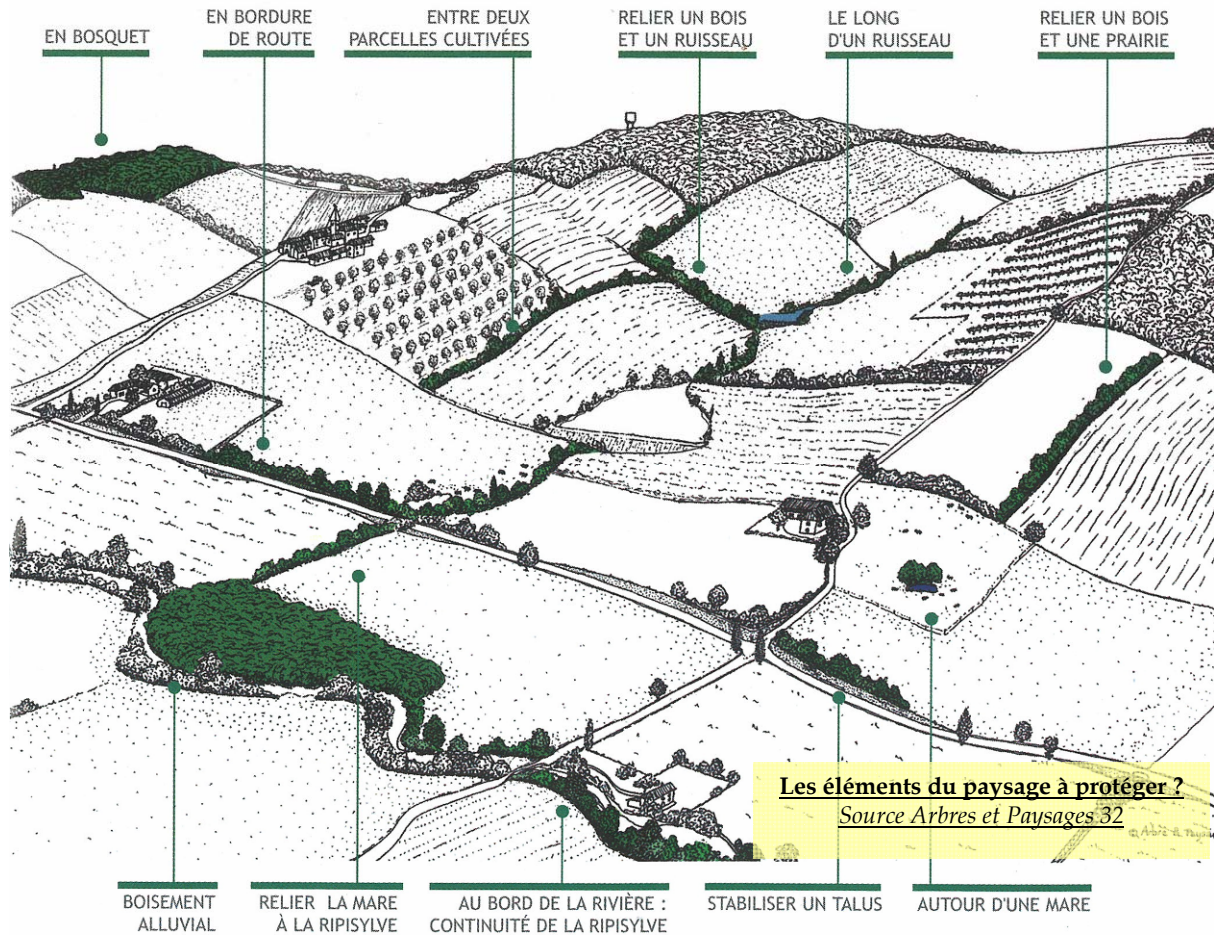 EN BOSQUET
EN BORDURE
DE ROUTE
ENTRE DEUX
PARCELLES CULTIVÉES
RELIER UN BOIS
ET UN RUISSEAU
LE LONG
D'UN RUISSEAU
RELIER UN BOIS
ET UNE PRAIRIE
Les éléments du paysage à protéger ?
Source Arbres et Paysages 32
BOISEMENT
ALLUVIAL
RELIER LA MARE
À LA RIPISYLVE
AU BORD DE LA RIVIÈRE :
CONTINUITÉ DE LA RIPISYLVE
STABILISER UN TALUS
AUTOUR D'UNE MARE